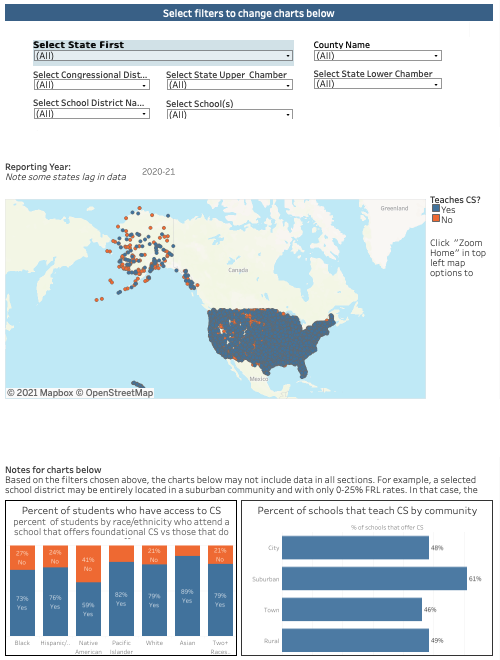 Select filters to change charts below
Select State First
(All)
County Name
(All)
Select Congressional Dist...
(All)
Select State Upper Chamber
(All)
Select State Lower Chamber
(All)
Select School District Na...
(All)
Select School(s)
(All)
Reporting Year:
Note some states lag in data
2020-21
Greenland
Canada
Mexico
© 2021 Mapbox © OpenStreetMap
Teaches CS?
Yes
No
Click "Zoom
Home" in top
left map
options to
Notes for charts below
Based on the filters chosen above, the charts below may not include data in all sections. For example, a selected
school district may be entirely located in a suburban community and with only 0-25% FRL rates. In that case, the
Percent of students who have access to CS
percent of students by race/ethnicity who attend a
school that offers foundational CS vs those that do
27% No
24% No
41% No
21% No
21% No
73% Yes
76% Yes
59% Yes
82% Yes
79% Yes
89% Yes
79% Yes
Black
Hispanic/..
Native American
Pacific Islander
White
Asian
Two+ Races..
Percent of schools that teach CS by community
% of schools that offer CS
City
48%
Suburban
61%
Town
46%
Rural
49%